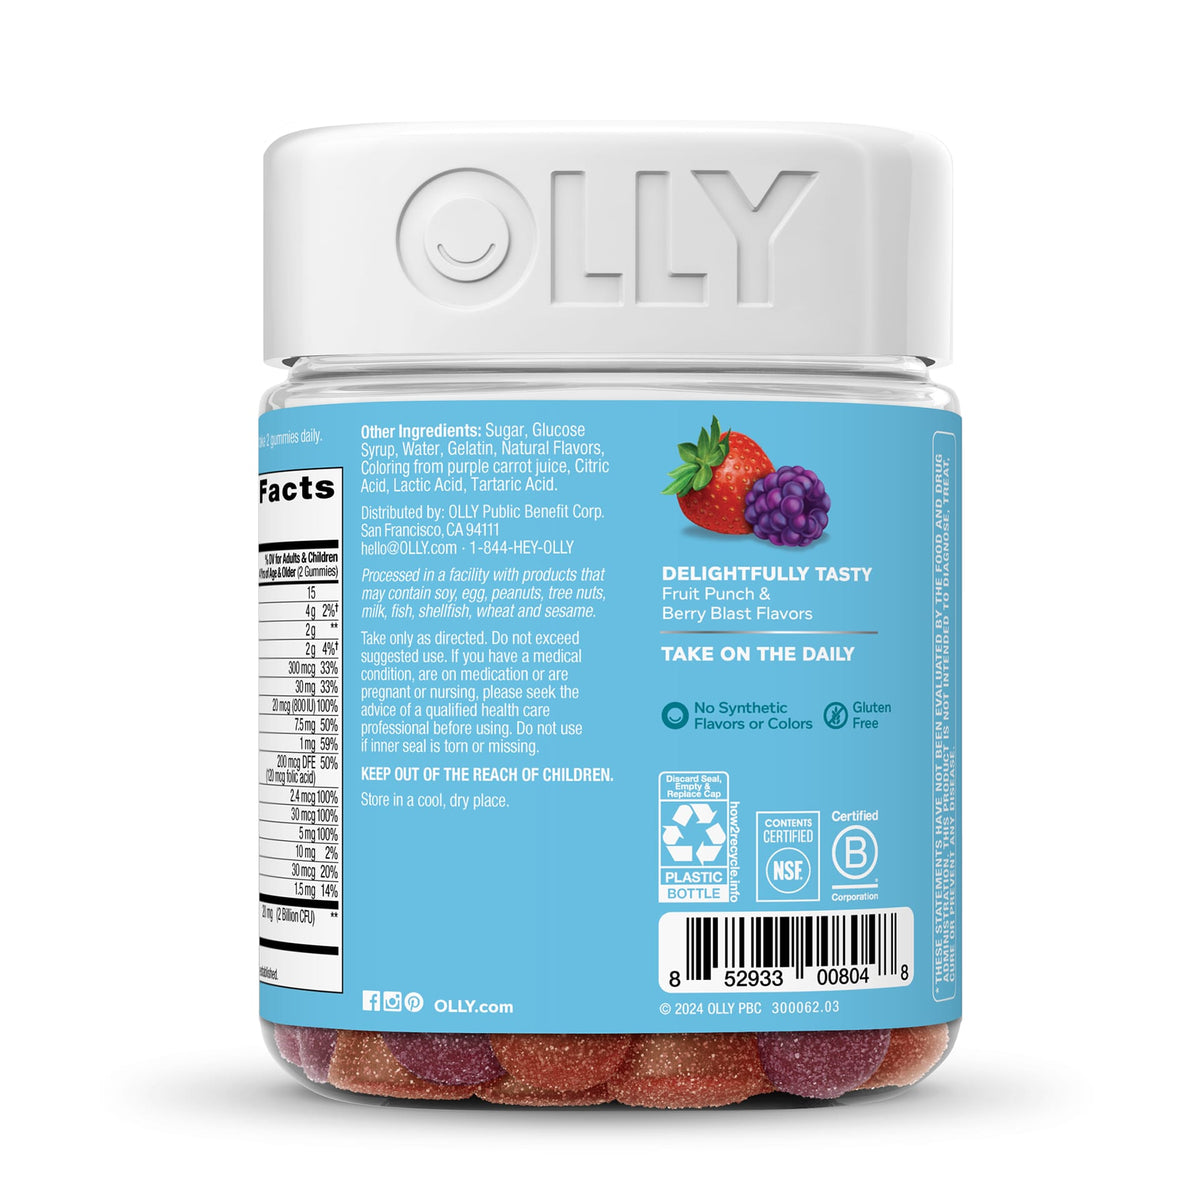 OLLY
take 2 gummies daily.
Facts
% DV for Adults & Children
4 Yrs of Age & Older (2 Gummies)
15
4g 2%†
2g **
2g 4%†
300 mcg 33%
30 mg 33%
20 mcg (800 IU) 100%
7.5 mg 50%
1 mg 59%
200 mcg DFE 50%
(120 mcg folic acid)
2.4 mcg 100%
30 mcg 100%
5 mg 100%
10 mg 2%
30 mcg 20%
1.5 mg 14%
20 mg (2 Billion CFU) **
established.
Other Ingredients: Sugar, Glucose
Syrup, Water, Gelatin, Natural Flavors,
Coloring from purple carrot juice, Citric
Acid, Lactic Acid, Tartaric Acid.
Distributed by: OLLY Public Benefit Corp.
San Francisco, CA 94111
hello@OLLY.com · 1-844-HEY-OLLY
Processed in a facility with products that
may contain soy, egg, peanuts, tree nuts,
milk, fish, shellfish, wheat and sesame.
Take only as directed. Do not exceed
suggested use. If you have a medical
condition, are on medication or are
pregnant or nursing, please seek the
advice of a qualified health care
professional before using. Do not use
if inner seal is torn or missing.
KEEP OUT OF THE REACH OF CHILDREN.
Store in a cool, dry place.
OLLY.com
DELIGHTFULLY TASTY
Fruit Punch &
Berry Blast Flavors
TAKE ON THE DAILY
No Synthetic
Flavors or Colors
Gluten
Free
Discard Seal,
Empty &
Replace Cap
PLASTIC
BOTTLE
how2recycle.info
CONTENTS
CERTIFIED
NSF.
Certified
B
Corporation
8 52933 00804 8
© 2024 OLLY PBC 300062.03
*THESE STATEMENTS HAVE NOT BEEN EVALUATED BY THE FOOD AND DRUG
ADMINISTRATION. THIS PRODUCT IS NOT INTENDED TO DIAGNOSE, TREAT,
CURE OR PREVENT ANY DISEASE.